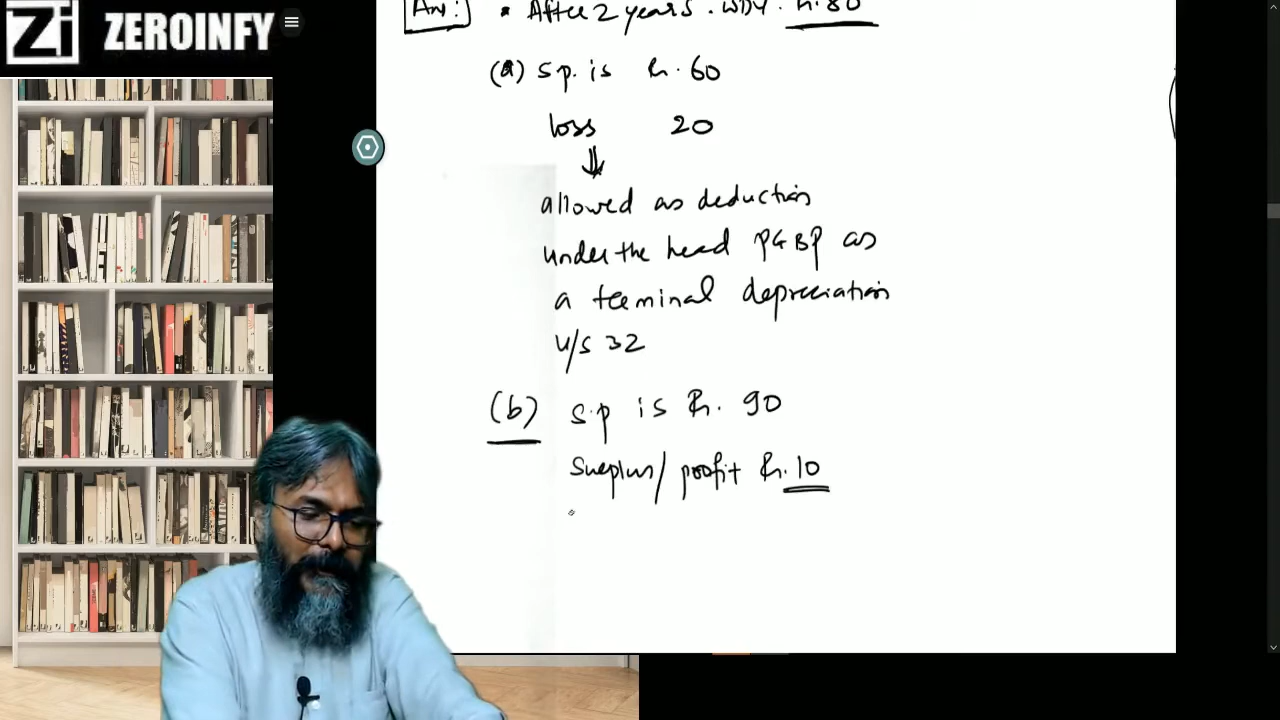 Zi ZEROINFY
Ans: • After 2 years. WDV. Rs. 80
(a) s.p. is Rs. 60
loss 20
allowed as deduction
under the head PGBP as
a terminal depreciation
u/s 32
(b) s.p is Rs. 90
Surplus/ profit Rs. 10